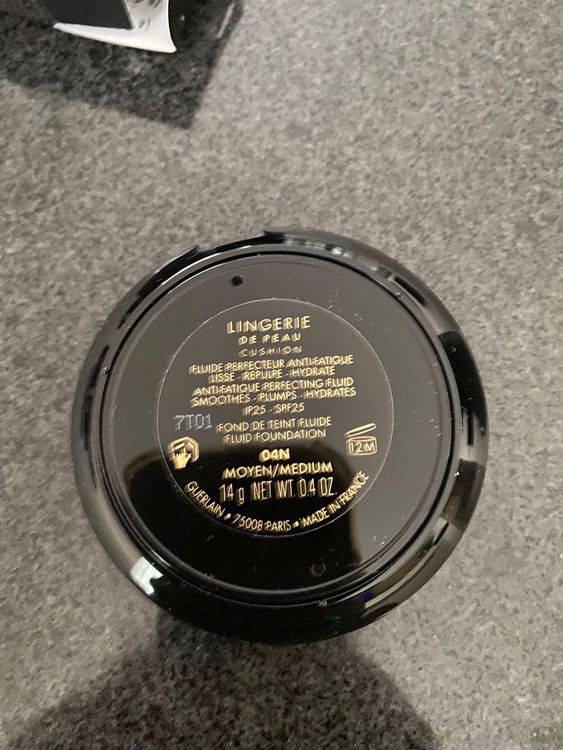 LINGERIE
DE PEAU
CUSHION
FLUIDE PERFECTEUR ANTI-FATIGUE
LISSE - REPULPE - HYDRATE
ANTI-FATIGUE PERFECTING FLUID
SMOOTHES - PLUMPS - HYDRATES
IP25 - SPF25
7T01
FOND DE TEINT FLUIDE
FLUID FOUNDATION
12M
04N
MOYEN/MEDIUM
14 g NET WT 0.4 OZ.
GUERLAIN • 75008 PARIS • MADE IN FRANCE